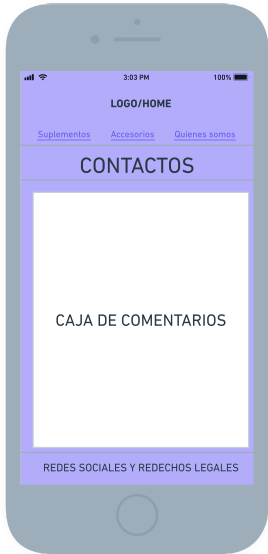 3:03 PM 100%
LOGO/HOME
Suplementos Accesorios Quienes somos
CONTACTOS
CAJA DE COMENTARIOS
REDES SOCIALES Y REDECHOS LEGALES